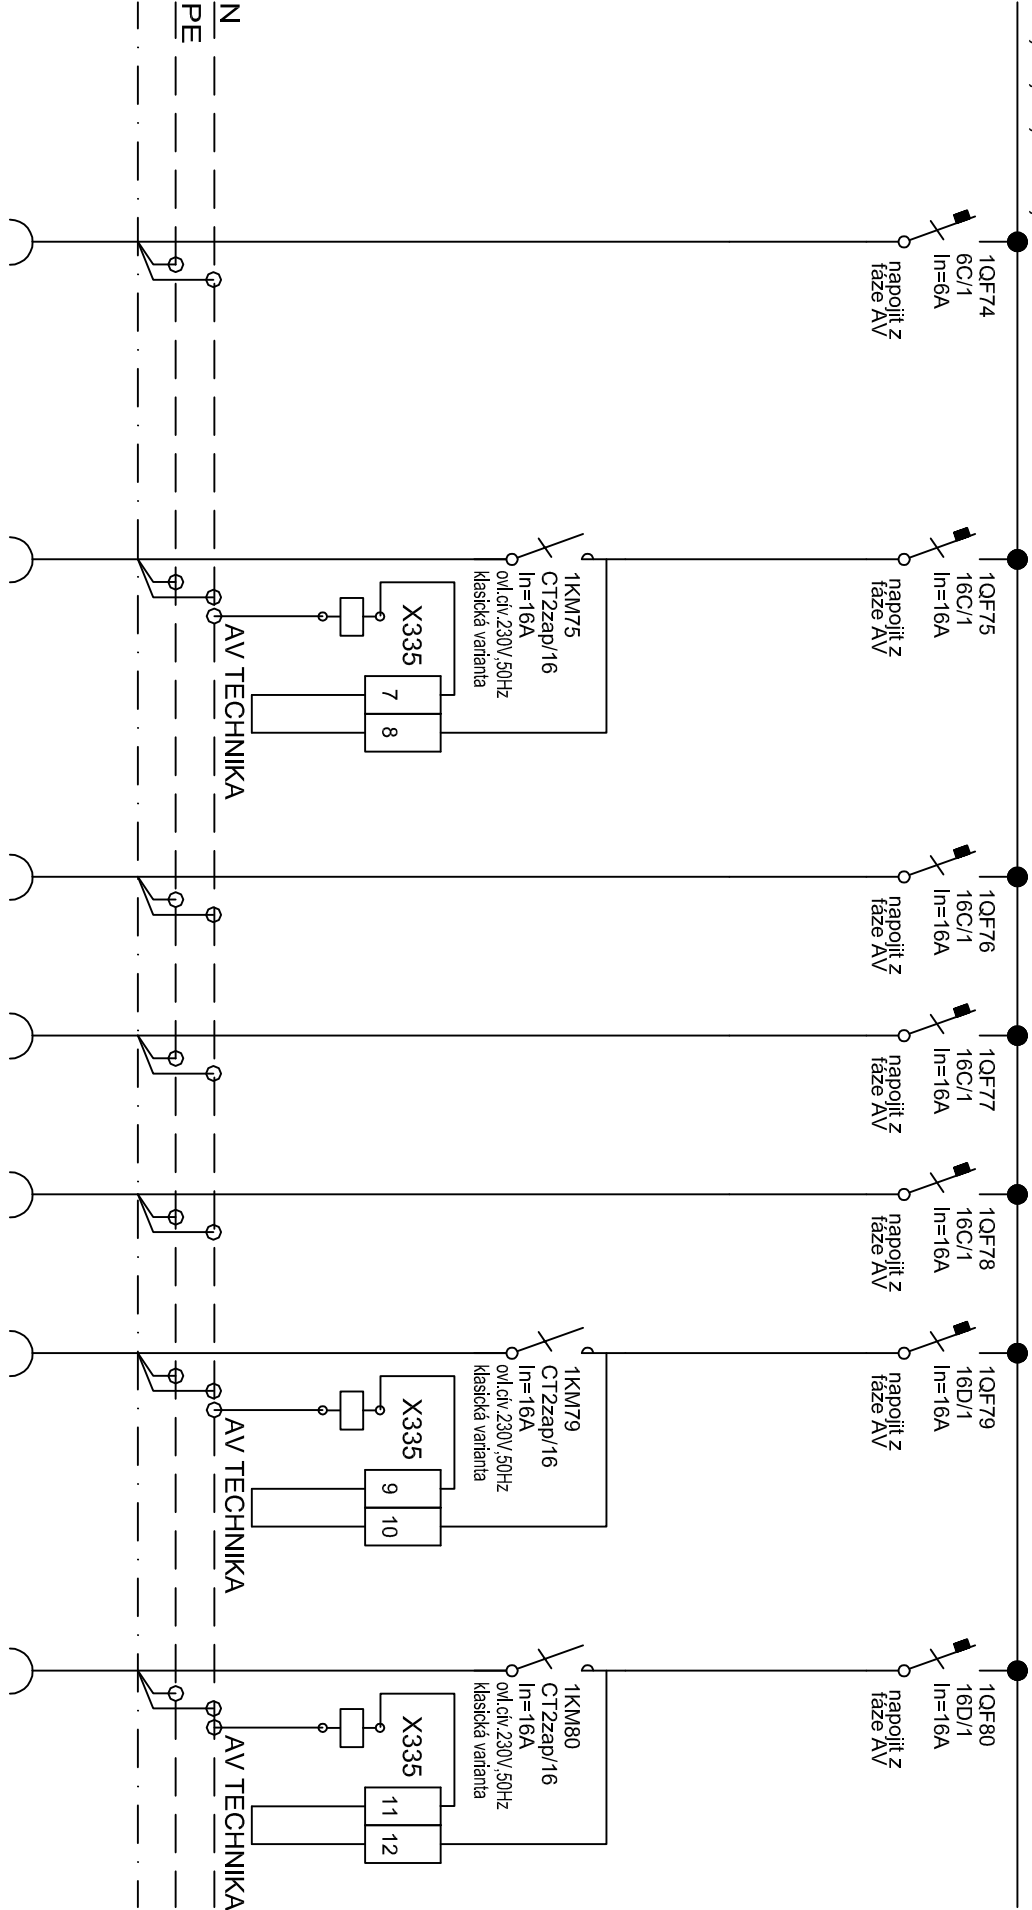 N
PE
1QF74
6C/1
In=6A
napojit z
fáze AV
1QF75
16C/1
In=16A
napojit z
fáze AV
1KM75
CT2zap/16
In=16A
ovl.cív.230V,50Hz
klasická varianta
X335
7
8
AV TECHNIKA
1QF76
16C/1
In=16A
napojit z
fáze AV
1QF77
16C/1
In=16A
napojit z
fáze AV
1QF78
16C/1
In=16A
napojit z
fáze AV
1QF79
16D/1
In=16A
napojit z
fáze AV
1KM79
CT2zap/16
In=16A
ovl.cív.230V,50Hz
klasická varianta
X335
9
10
AV TECHNIKA
1QF80
16D/1
In=16A
napojit z
fáze AV
1KM80
CT2zap/16
In=16A
ovl.cív.230V,50Hz
klasická varianta
X335
11
12
AV TECHNIKA